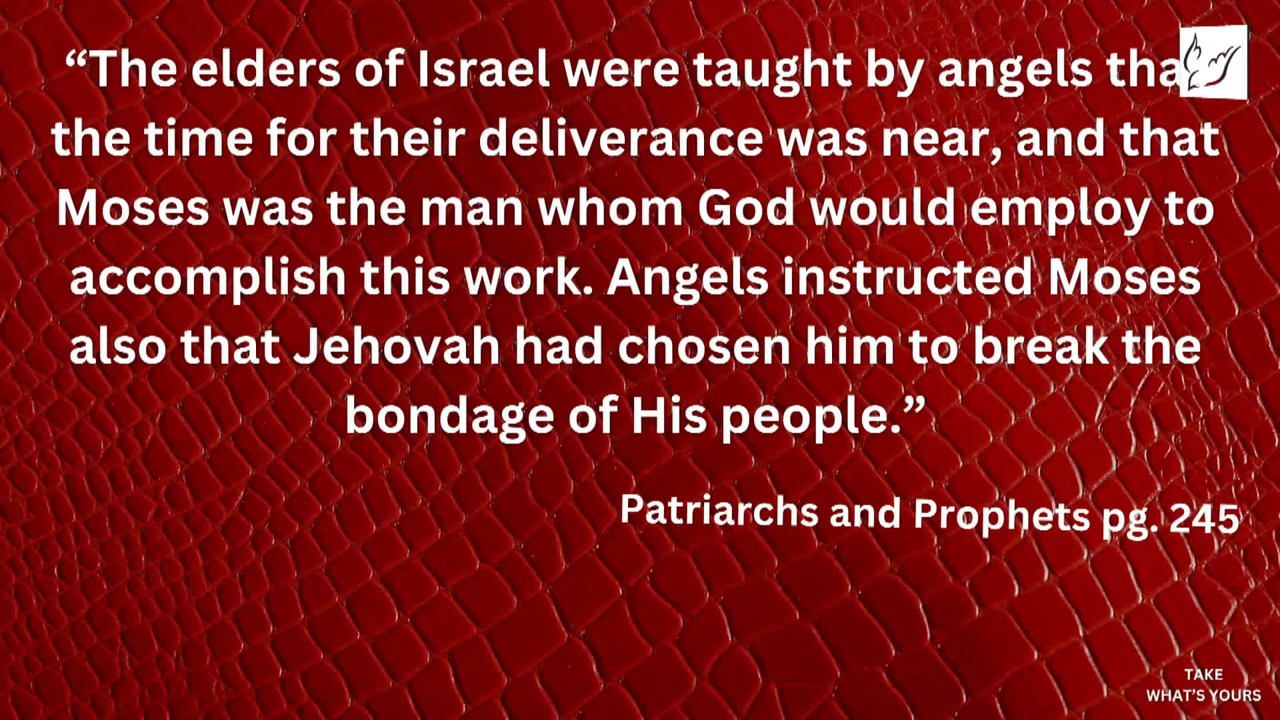 “The elders of Israel were taught by angels tha
the time for their deliverance was near, and that
Moses was the man whom God would employ to
accomplish this work. Angels instructed Moses
also that Jehovah had chosen him to break the
bondage of His people.”
Patriarchs and Prophets pg. 245
TAKE
WHAT’S YOURS